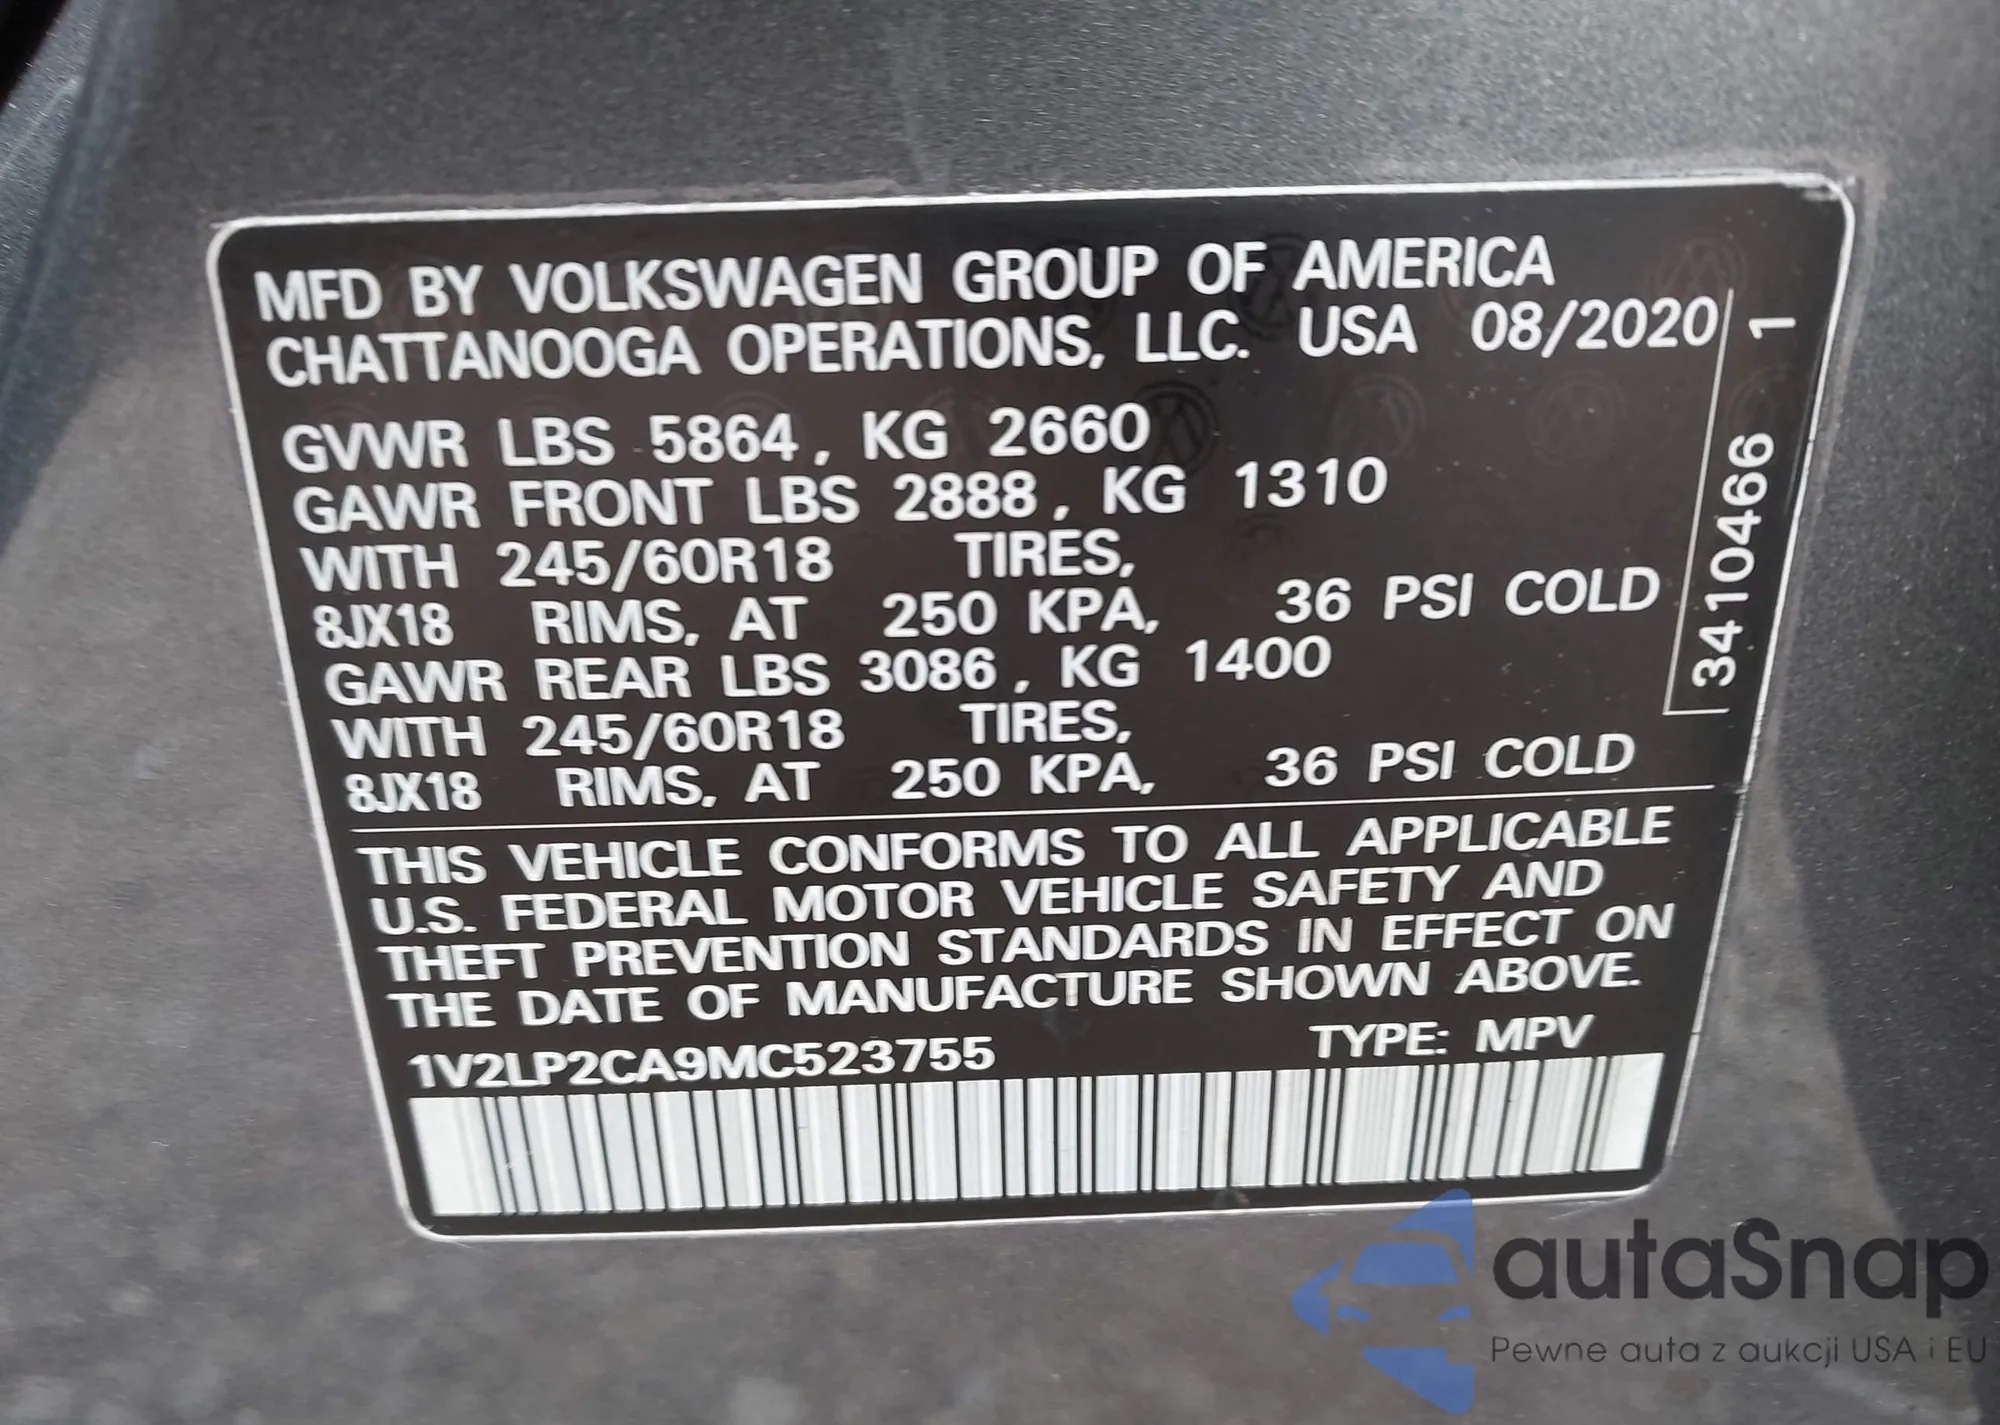 MFD BY VOLKSWAGEN GROUP OF AMERICA
CHATTANOOGA OPERATIONS, LLC. USA 08/2020
GVWR LBS 5864, KG 2660
GAWR FRONT LBS 2888, KG 1310
WITH 245/60R18 TIRES,
8JX18 RIMS, AT 250 KPA, 36 PSI COLD
GAWR REAR LBS 3086, KG 1400
WITH 245/60R18 TIRES,
8JX18 RIMS, AT 250 KPA, 36 PSI COLD
34104661
THIS VEHICLE CONFORMS TO ALL APPLICABLE
U.S. FEDERAL MOTOR VEHICLE SAFETY AND
THEFT PREVENTION STANDARDS IN EFFECT ON
THE DATE OF MANUFACTURE SHOWN ABOVE.
1V2LP2CA9MC523755 TYPE: MPV
autaSnap
Pewne auta z aukcji USA i EU